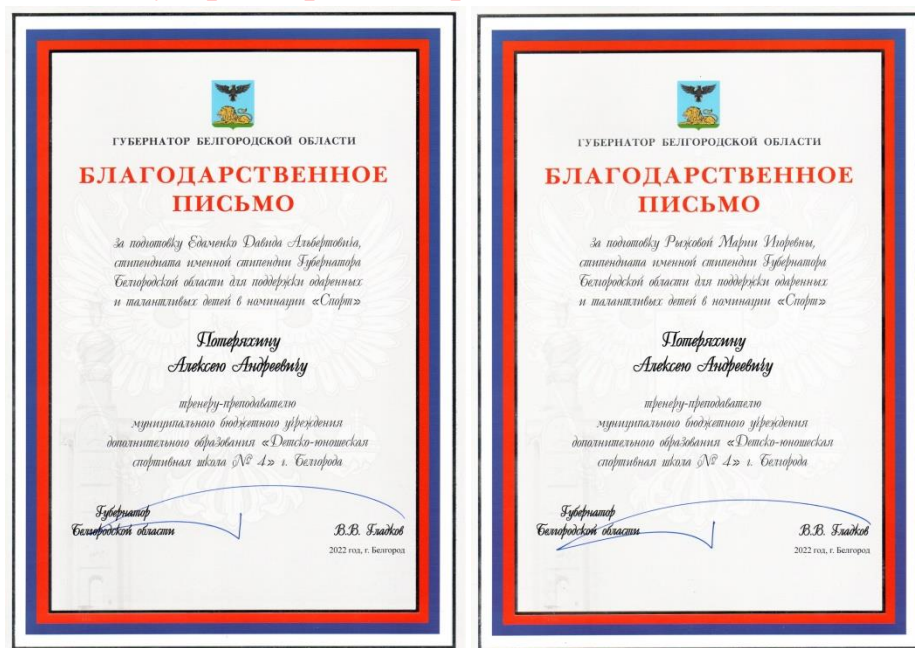 ГУБЕРНАТОР БЕЛГОРОДСКОЙ ОБЛАСТИ
БЛАГОДАРСТВЕННОЕ
ПИСЬМО
за подготовку Едаменко Давида Альбертовича,
стипендиата именной стипендии Губернатора
Белгородской области для поддержки одаренных
и талантливых детей в номинации «Спорт»
Потеряхину
Алексею Андреевичу
тренеру-преподавателю
муниципального бюджетного учреждения
дополнительного образования «Детско-юношеская
спортивная школа № 4» г. Белгорода
Губернатор
Белгородской области
В.В. Гладков
2022 год, г. Белгород
ГУБЕРНАТОР БЕЛГОРОДСКОЙ ОБЛАСТИ
БЛАГОДАРСТВЕННОЕ
ПИСЬМО
за подготовку Рыжовой Марии Игоревны,
стипендиата именной стипендии Губернатора
Белгородской области для поддержки одаренных
и талантливых детей в номинации «Спорт»
Потеряхину
Алексею Андреевичу
тренеру-преподавателю
муниципального бюджетного учреждения
дополнительного образования «Детско-юношеская
спортивная школа № 4» г. Белгорода
Губернатор
Белгородской области
В.В. Гладков
2022 год, г. Белгород